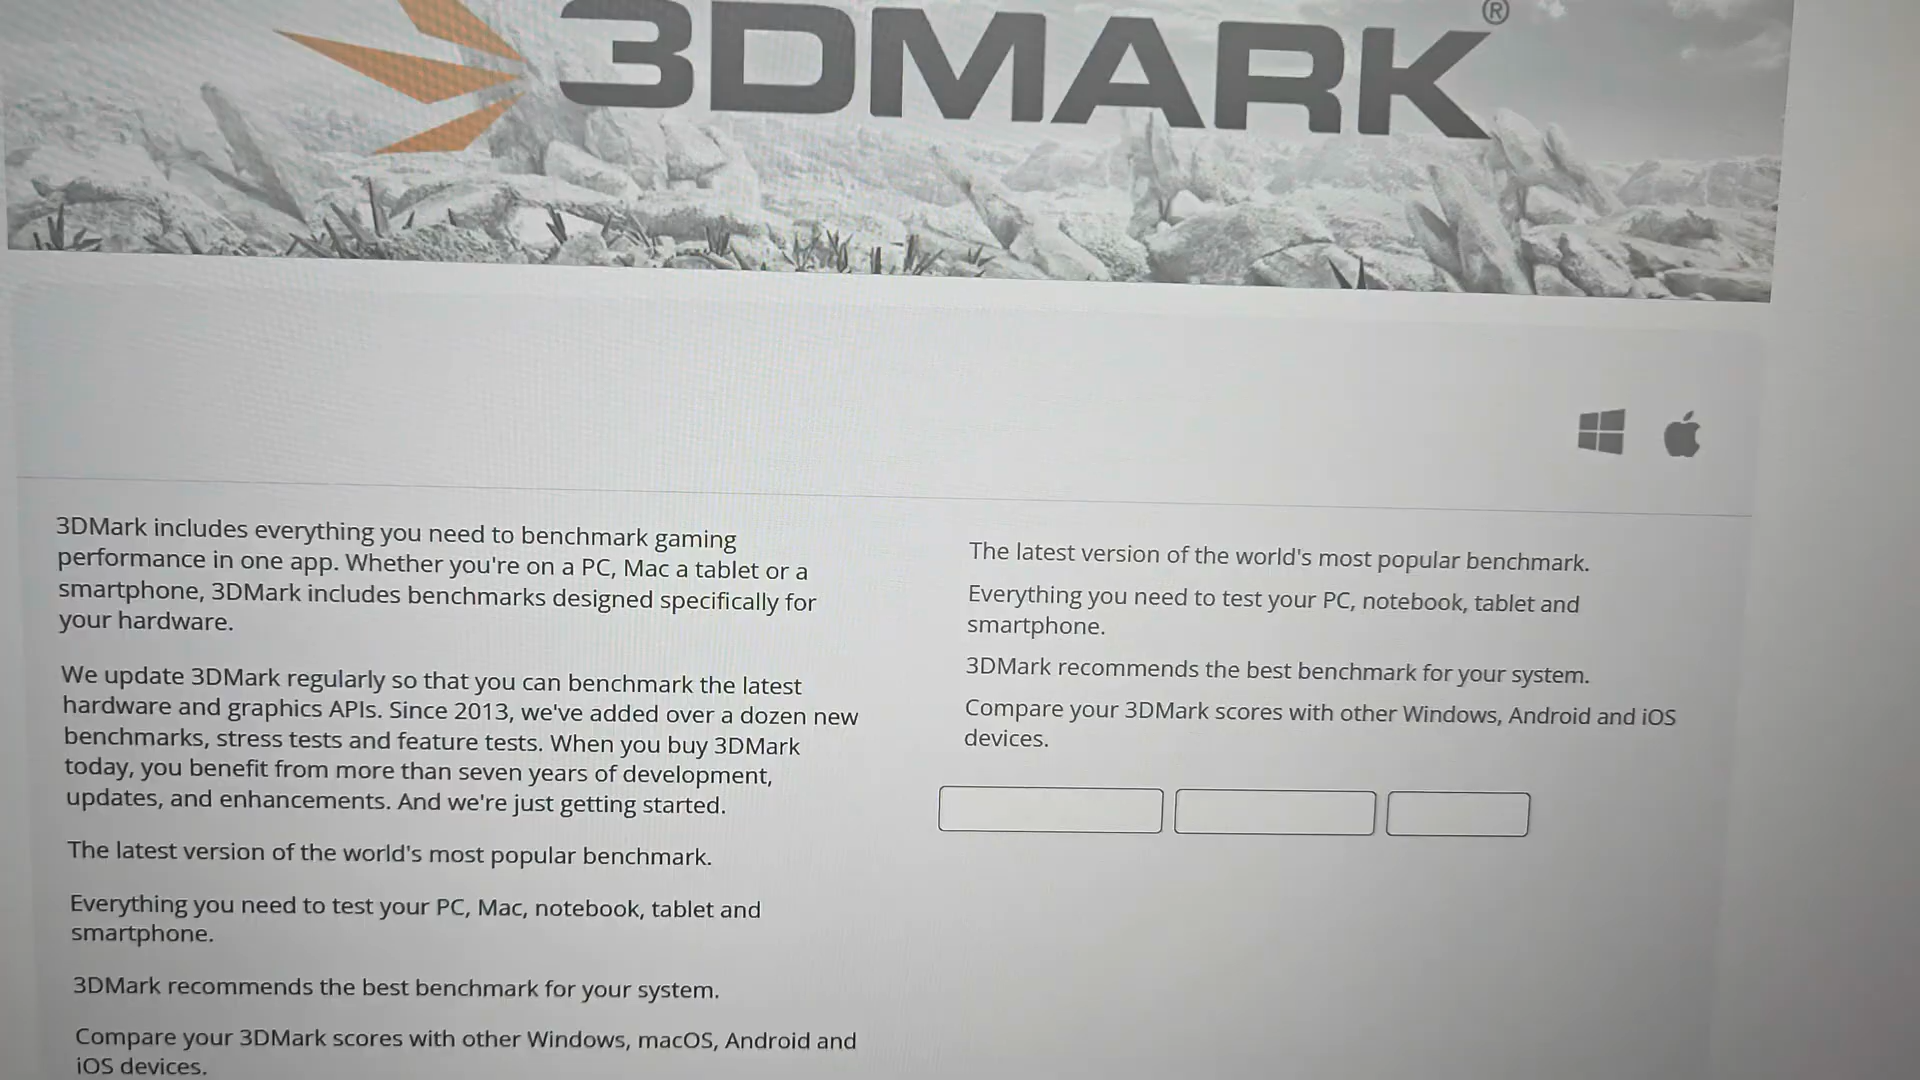 3DMARK®
3DMark includes everything you need to benchmark gaming
performance in one app. Whether you're on a PC, Mac a tablet or a
smartphone, 3DMark includes benchmarks designed specifically for
your hardware.
We update 3DMark regularly so that you can benchmark the latest
hardware and graphics APIs. Since 2013, we've added over a dozen new
benchmarks, stress tests and feature tests. When you buy 3DMark
today, you benefit from more than seven years of development,
updates, and enhancements. And we're just getting started.
The latest version of the world's most popular benchmark.
Everything you need to test your PC, Mac, notebook, tablet and
smartphone.
3DMark recommends the best benchmark for your system.
Compare your 3DMark scores with other Windows, macOS, Android and
iOS devices.
The latest version of the world's most popular benchmark.
Everything you need to test your PC, notebook, tablet and
smartphone.
3DMark recommends the best benchmark for your system.
Compare your 3DMark scores with other Windows, Android and iOS
devices.